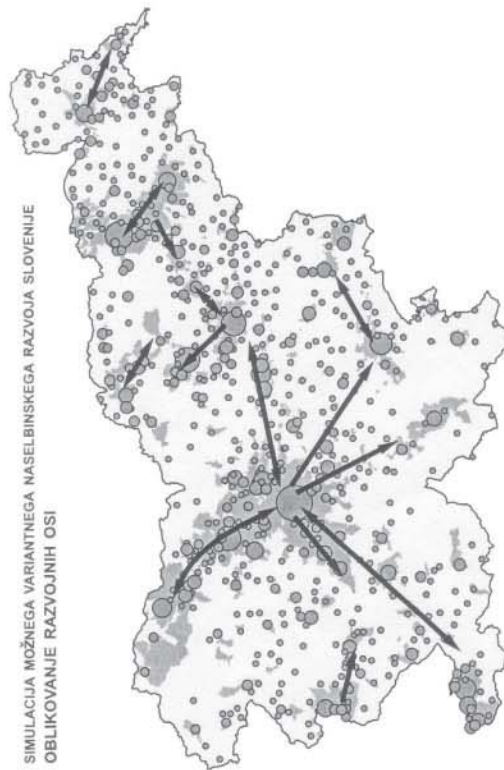 SIMULACIJA MOŽNEGA VARIANTNEGA NASELBINSKEGA RAZVOJA SLOVENIJE
OBLIKOVANJE RAZVOJNIH OSI